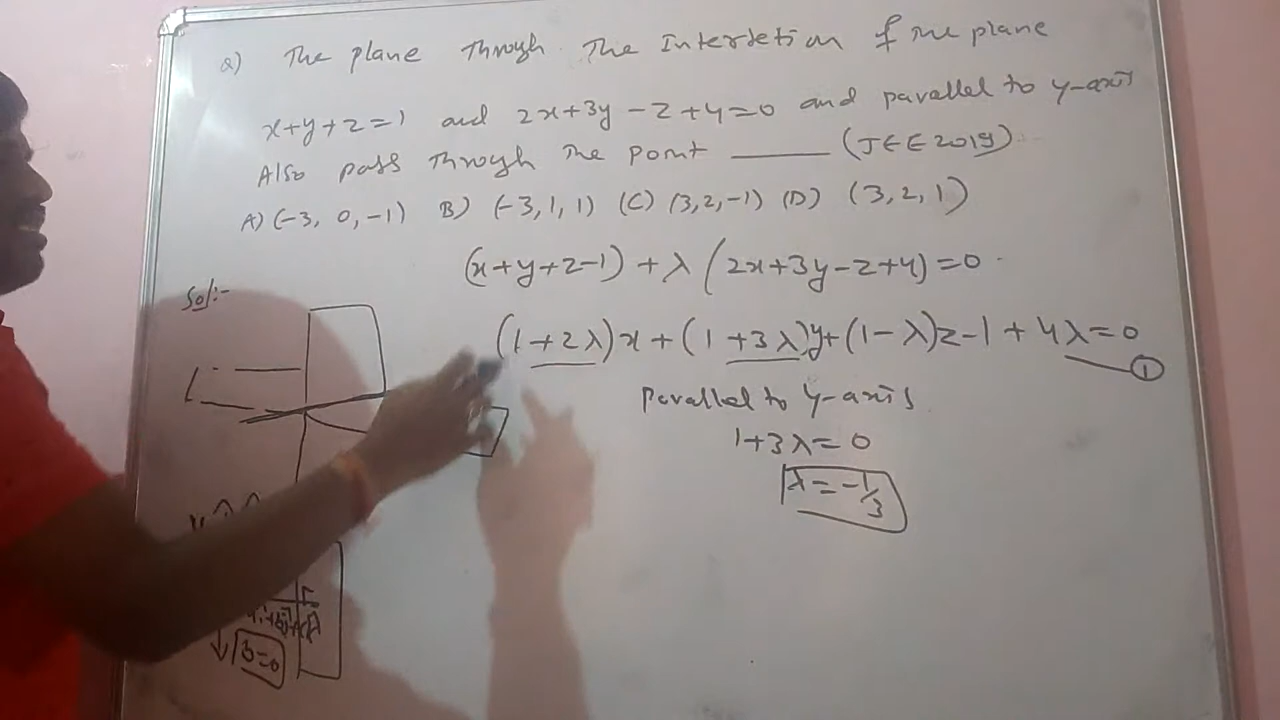 Q) The plane through The Intersetion of the plane
x+y+z=1 and 2x+3y-z+4=0 and parallel to y-axis
Also pass through the point ______ (JEE 2019)
A) (-3, 0, -1) B) (-3, 1, 1) (C) (3, 2, -1) (D) (3, 2, 1)
(x+y+z-1) + λ (2x+3y-z+4) = 0
Sol:-
(1+2λ)x + (1+3λ)y + (1-λ)z - 1 + 4λ = 0 ①
Parallel to y-axis
1+3λ = 0
λ = -1/3
B=0